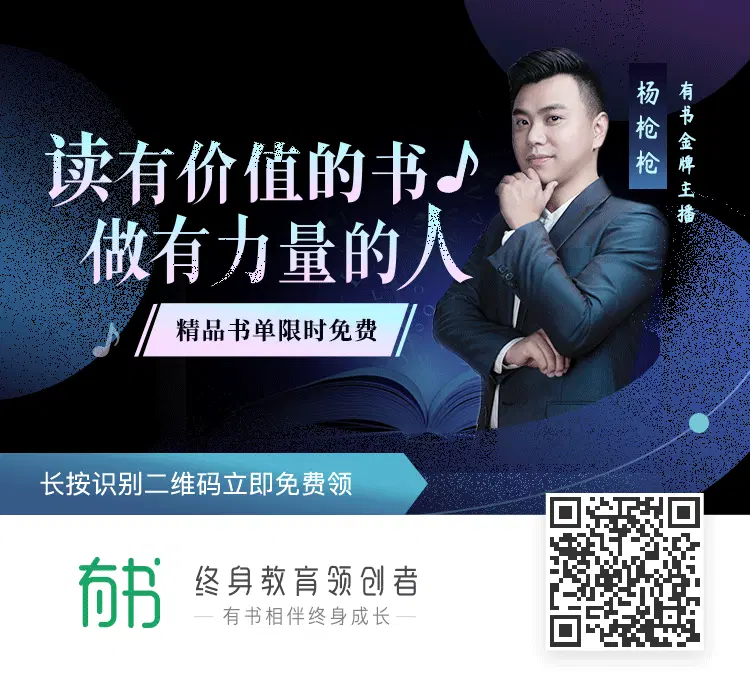 读有价值的书
做有力量的人
精品书单限时免费
杨枪枪
有书金牌主播
长按识别二维码立即免费领
有书
终身教育领创者
有书相伴终身成长